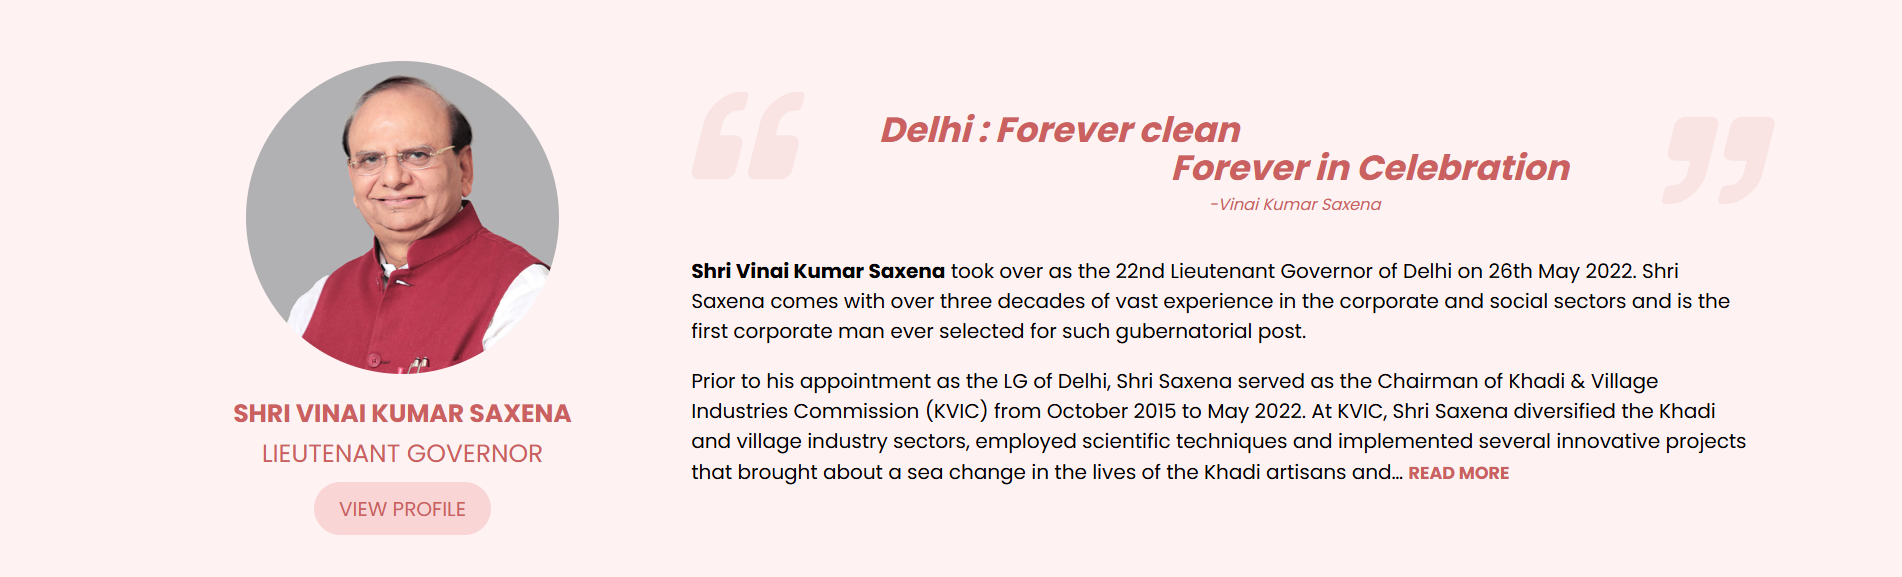 SHRI VINAI KUMAR SAXENA
LIEUTENANT GOVERNOR
VIEW PROFILE
Delhi : Forever clean
Forever in Celebration
-Vinai Kumar Saxena
Shri Vinai Kumar Saxena took over as the 22nd Lieutenant Governor of Delhi on 26th May 2022. Shri
Saxena comes with over three decades of vast experience in the corporate and social sectors and is the
first corporate man ever selected for such gubernatorial post.
Prior to his appointment as the LG of Delhi, Shri Saxena served as the Chairman of Khadi & Village
Industries Commission (KVIC) from October 2015 to May 2022. At KVIC, Shri Saxena diversified the Khadi
and village industry sectors, employed scientific techniques and implemented several innovative projects
that brought about a sea change in the lives of the Khadi artisans and... READ MORE